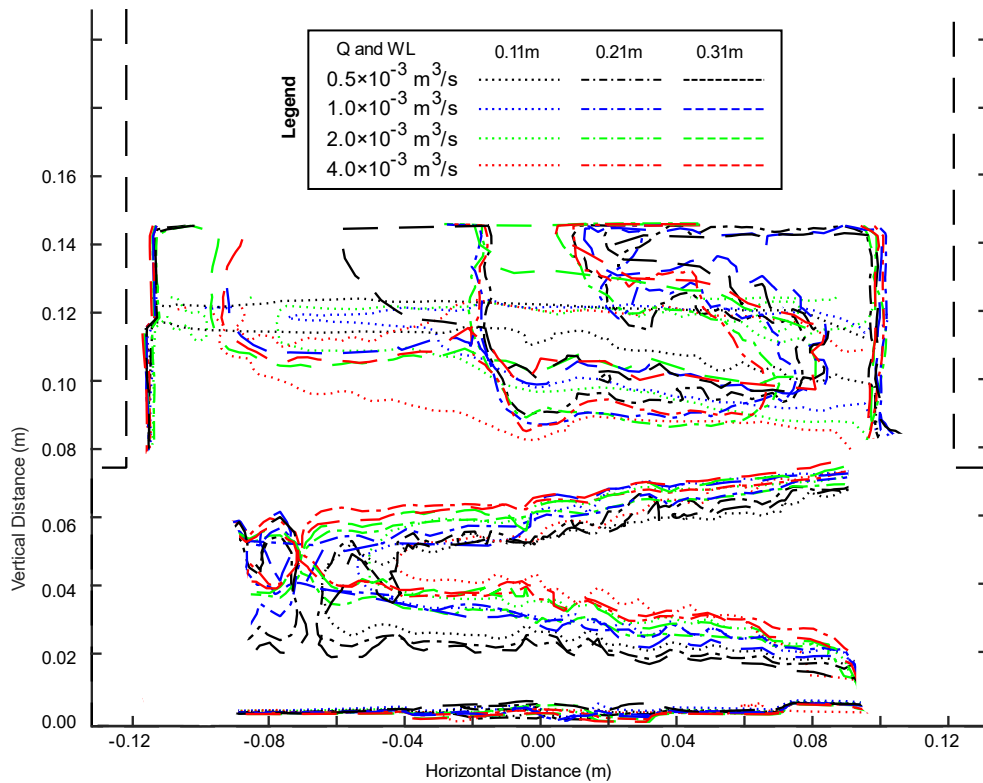 Legend
Q and WL 0.11m 0.21m 0.31m
0.5×10⁻³ m³/s
1.0×10⁻³ m³/s
2.0×10⁻³ m³/s
4.0×10⁻³ m³/s
Vertical Distance (m)
0.16
0.14
0.12
0.10
0.08
0.06
0.04
0.02
0.00
-0.12 -0.08 -0.04 0.00 0.04 0.08 0.12
Horizontal Distance (m)